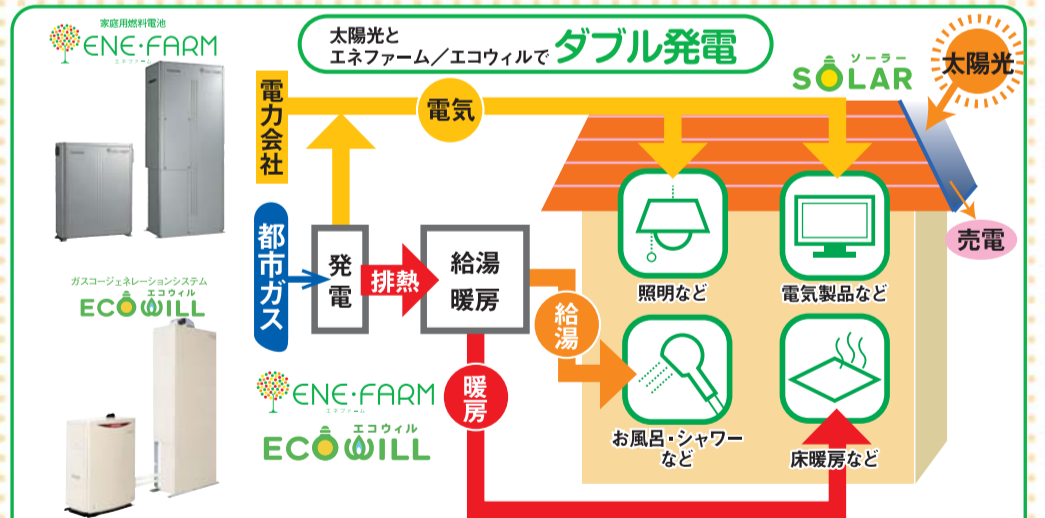 家庭用燃料電池
ENE・FARM
エネファーム
太陽光と
エネファーム／エコウィルで
ダブル発電
ソーラー
SOLAR
太陽光
電力会社
電気
売電
都市ガス
発電
排熱
給湯
暖房
給湯
暖房
照明など
電気製品など
お風呂・シャワー
など
床暖房など
ガスコージェネレーションシステム
エコウィル
ECOWILL
ENE・FARM
エネファーム
エコウィル
ECOWILL